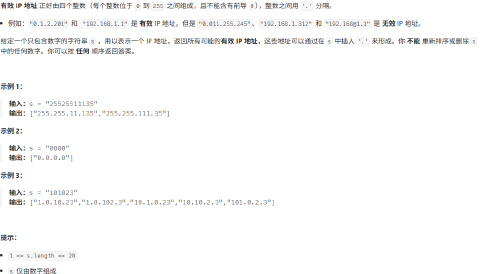 有效 IP 地址 正好由四个整数（每个整数位于 0 到 255 之间组成，且不能含有前导 0），整数之间用 '.' 分隔。
例如："0.1.2.201" 和 "192.168.1.1" 是 有效 IP 地址，但是 "0.011.255.245"、"192.168.1.312" 和 "192.168@1.1" 是 无效 IP 地址。
给定一个只包含数字的字符串 s ，用以表示一个 IP 地址，返回所有可能的有效 IP 地址，这些地址可以通过在 s 中插入 '.' 来形成。你 不能 重新排序或删除 s
中的任何数字。你可以按 任何 顺序返回答案。
示例 1：
输入：s = "25525511135"
输出：["255.255.11.135","255.255.111.35"]
示例 2：
输入：s = "0000"
输出：["0.0.0.0"]
示例 3：
输入：s = "101023"
输出：["1.0.10.23","1.0.102.3","10.1.0.23","10.10.2.3","101.0.2.3"]
提示：
1 <= s.length <= 20
s 仅由数字组成